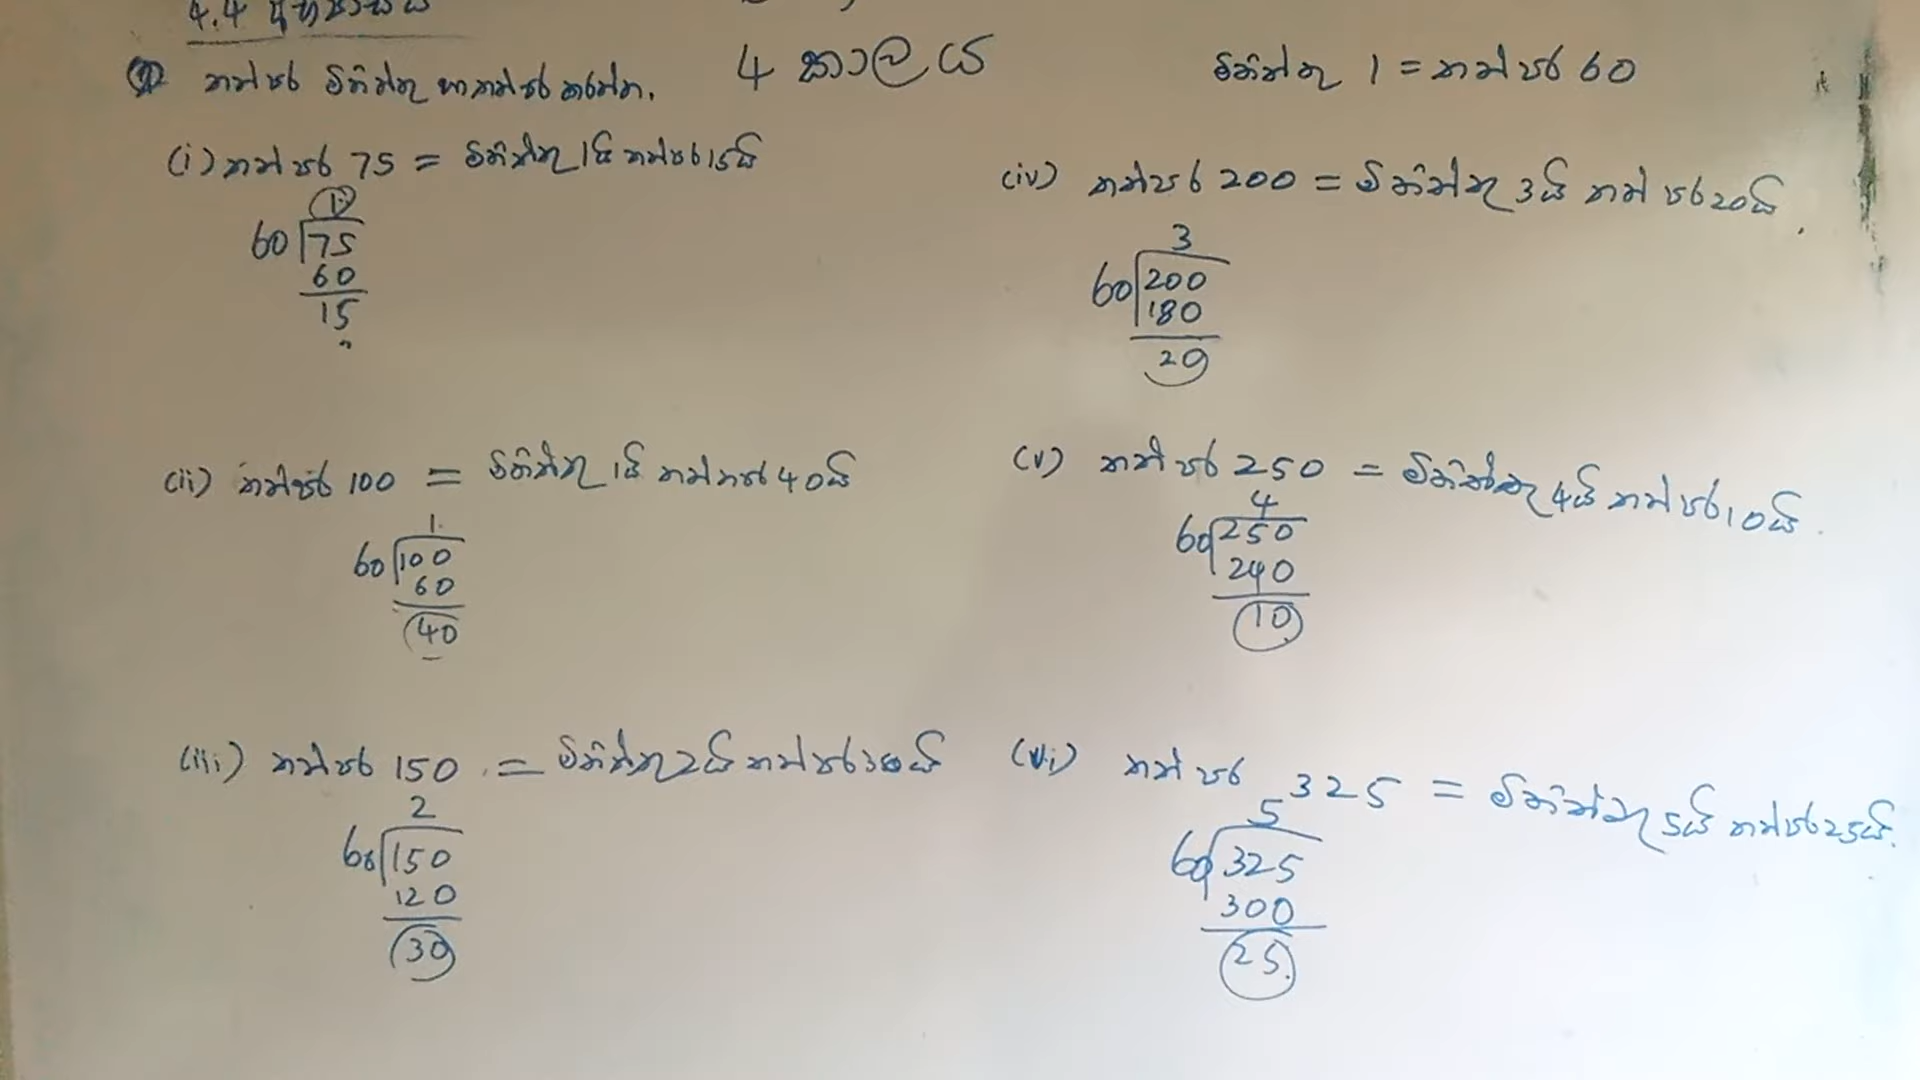 4.4 අභ්‍යාසය
① තත්පර මිනිත්තු හා තත්පර කරන්න.
4 කාලය
මිනිත්තු 1 = තත්පර 60
(i) තත්පර 75 = මිනිත්තු 1යි තත්පර 15යි
1
60 75
60
15
(ii) තත්පර 100 = මිනිත්තු 1යි තත්පර 40යි
1
60 100
60
40
(iii) තත්පර 150 = මිනිත්තු 2යි තත්පර 30යි
2
60 150
120
30
(iv) තත්පර 200 = මිනිත්තු 3යි තත් පර 20යි
3
60 200
180
20
(v) තත්පර 250 = මිනිත්තු 4යි තත්පර 10යි.
4
60 250
240
10
(vi) තත්පර 325 = මිනිත්තු 5යි තත්පර 25යි.
5
60 325
300
25